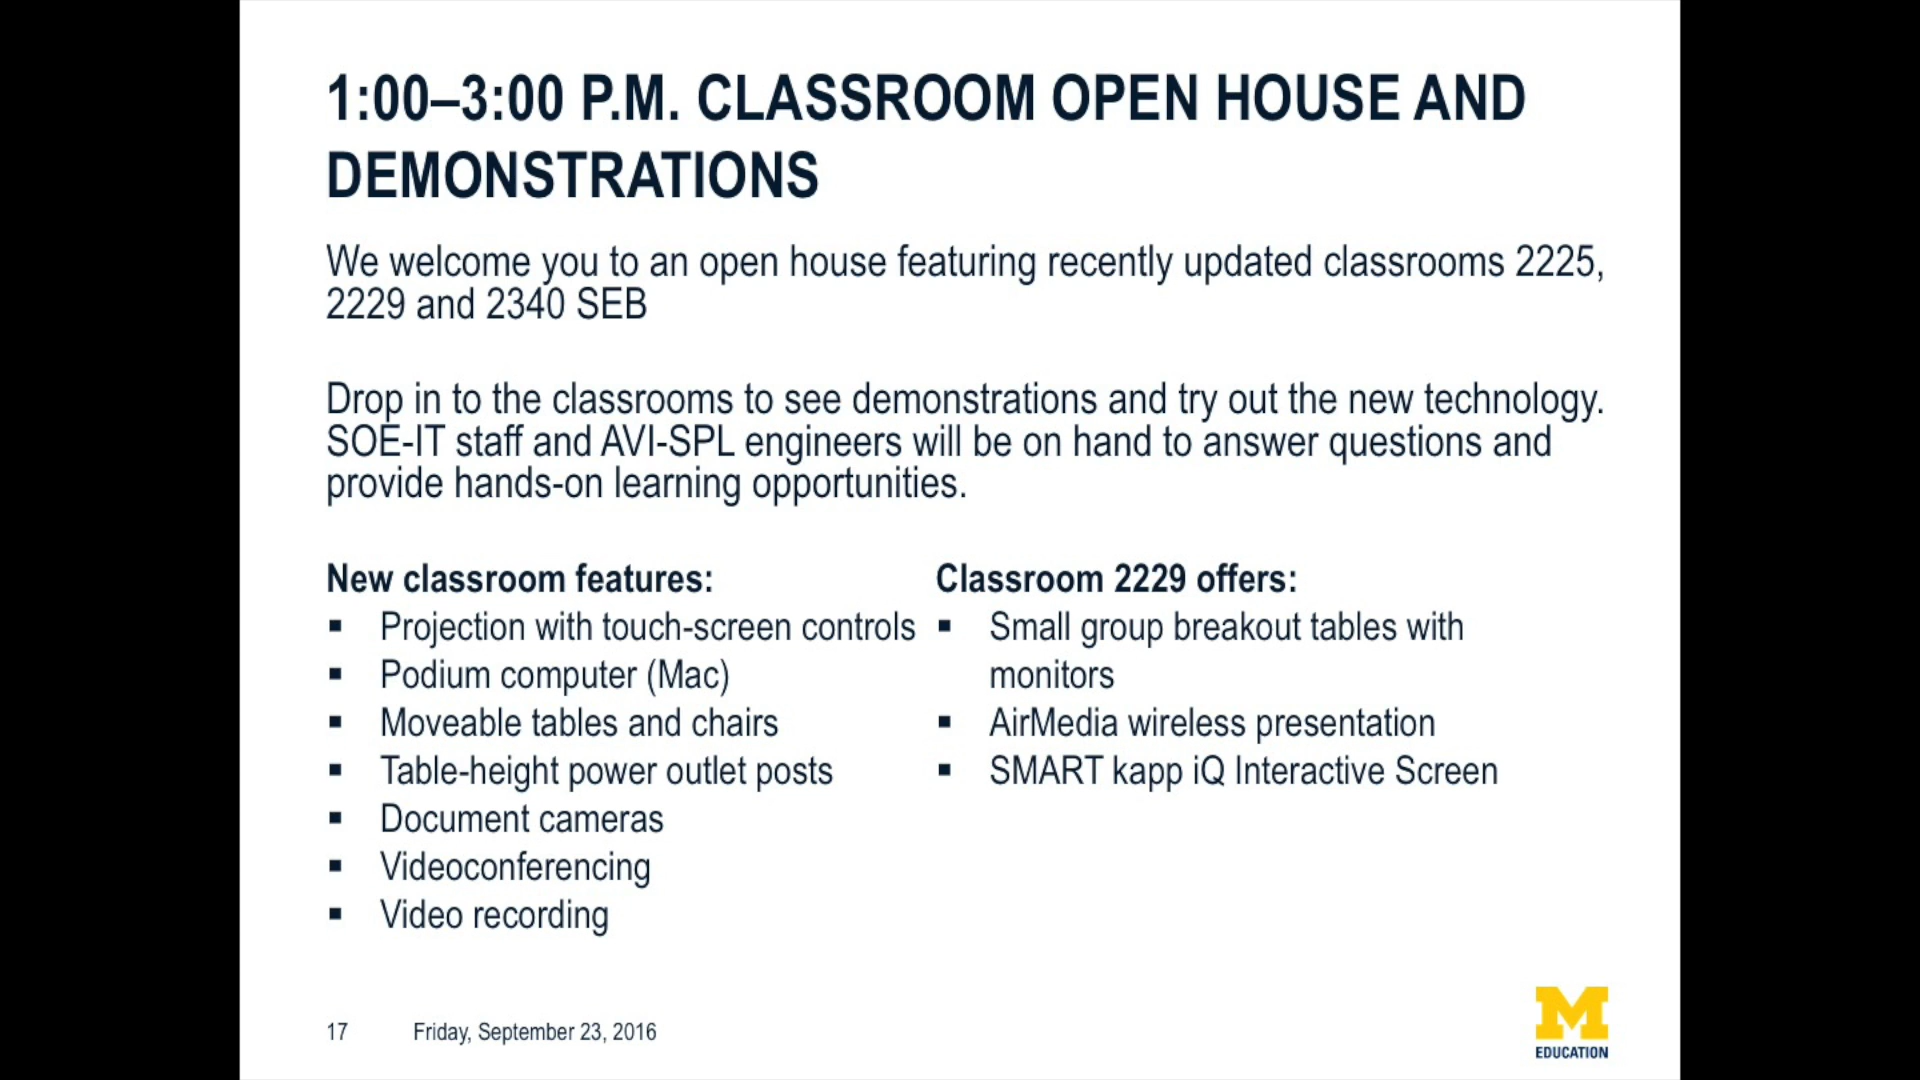 1:00–3:00 P.M. CLASSROOM OPEN HOUSE AND
DEMONSTRATIONS
We welcome you to an open house featuring recently updated classrooms 2225,
2229 and 2340 SEB
Drop in to the classrooms to see demonstrations and try out the new technology.
SOE-IT staff and AVI-SPL engineers will be on hand to answer questions and
provide hands-on learning opportunities.
New classroom features:
▪ Projection with touch-screen controls
▪ Podium computer (Mac)
▪ Moveable tables and chairs
▪ Table-height power outlet posts
▪ Document cameras
▪ Videoconferencing
▪ Video recording
Classroom 2229 offers:
▪ Small group breakout tables with
monitors
▪ AirMedia wireless presentation
▪ SMART kapp iQ Interactive Screen
17 Friday, September 23, 2016
M
EDUCATION